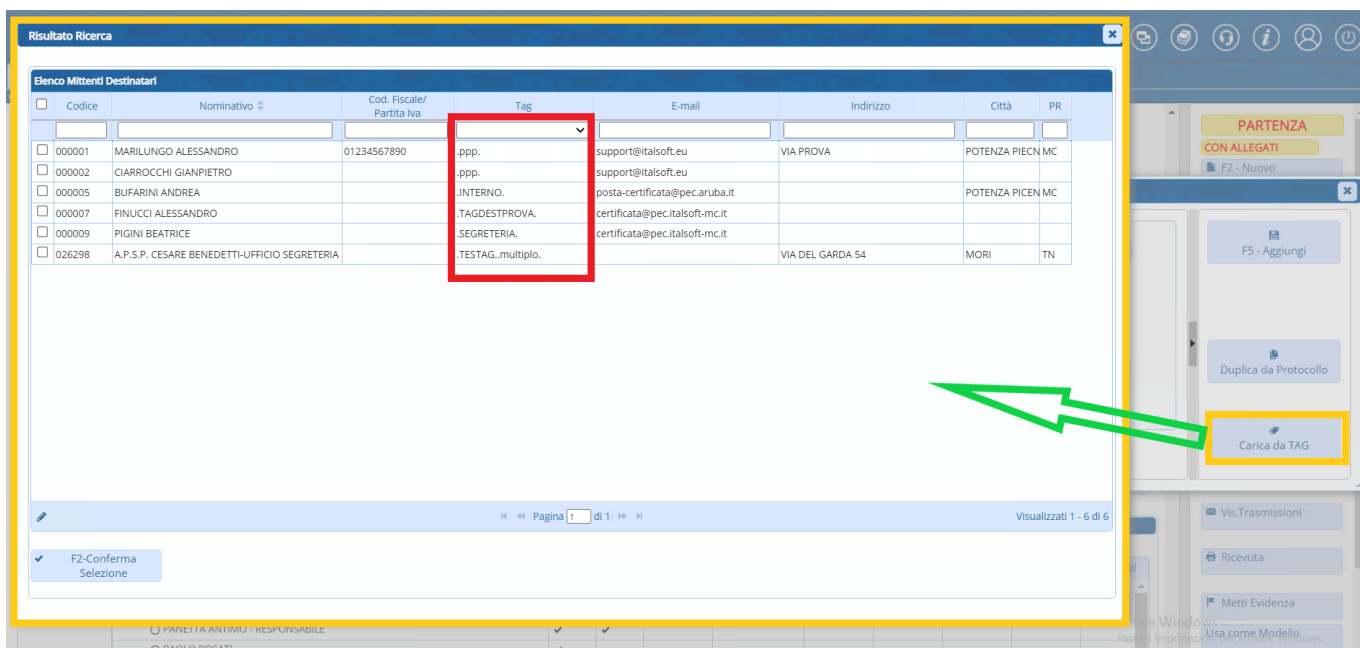 Risultato Ricerca
Elenco Mittenti Destinatari
Codice Nominativo Cod. Fiscale/ Partita Iva Tag E-mail Indirizzo Città PR
000001 MARILUNGO ALESSANDRO 01234567890 .ppp. support@italsoft.eu VIA PROVA POTENZA PIECN MC
000002 CIARROCCHI GIANPIETRO .ppp. support@italsoft.eu
000005 BUFARINI ANDREA .INTERNO. posta-certificata@pec.aruba.it POTENZA PICEN MC
000007 FINUCCI ALESSANDRO .TAGDESTPROVA. certificata@pec.italsoft-mc.it
000009 PIGINI BEATRICE .SEGRETERIA. certificata@pec.italsoft-mc.it
026298 A.P.S.P. CESARE BENEDETTI-UFFICIO SEGRETERIA .TESTAG..multiplo. VIA DEL GARDA 54 MORI TN
Pagina 1 di 1
Visualizzati 1 - 6 di 6
F2-Conferma
Selezione
PARTENZA
CON ALLEGATI
F2 - Nuovo
F5 - Aggiungi
Duplica da Protocollo
Carica da TAG
Vis.Trasmissioni
Ricevuta
Metti Evidenza
Usa come Modello
PANETTA ANTIMO - RESPONSABILE